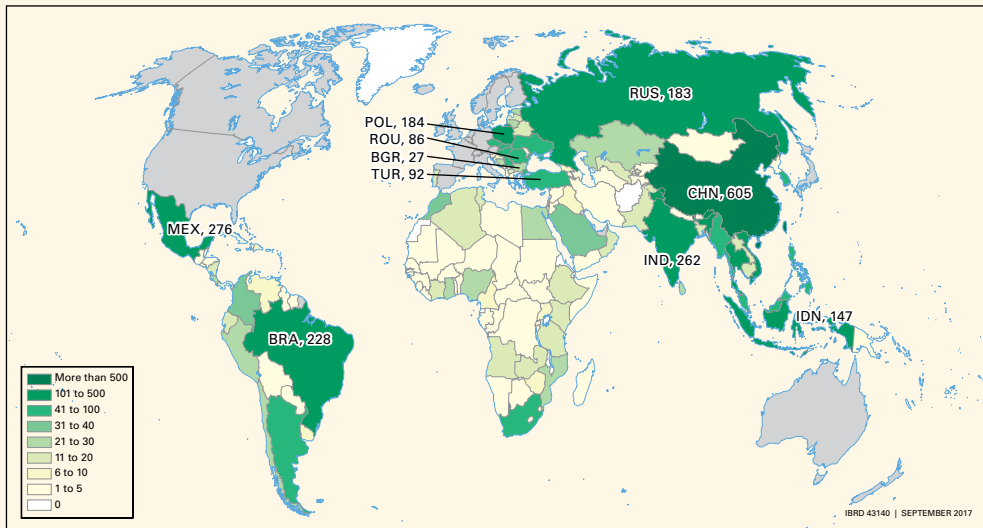 RUS, 183
POL, 184
ROU, 86
BGR, 27
TUR, 92
CHN, 605
MEX, 276
IND, 262
IDN, 147
BRA, 228
More than 500
101 to 500
41 to 100
31 to 40
21 to 30
11 to 20
6 to 10
1 to 5
0
IBRD 43140 | SEPTEMBER 2017